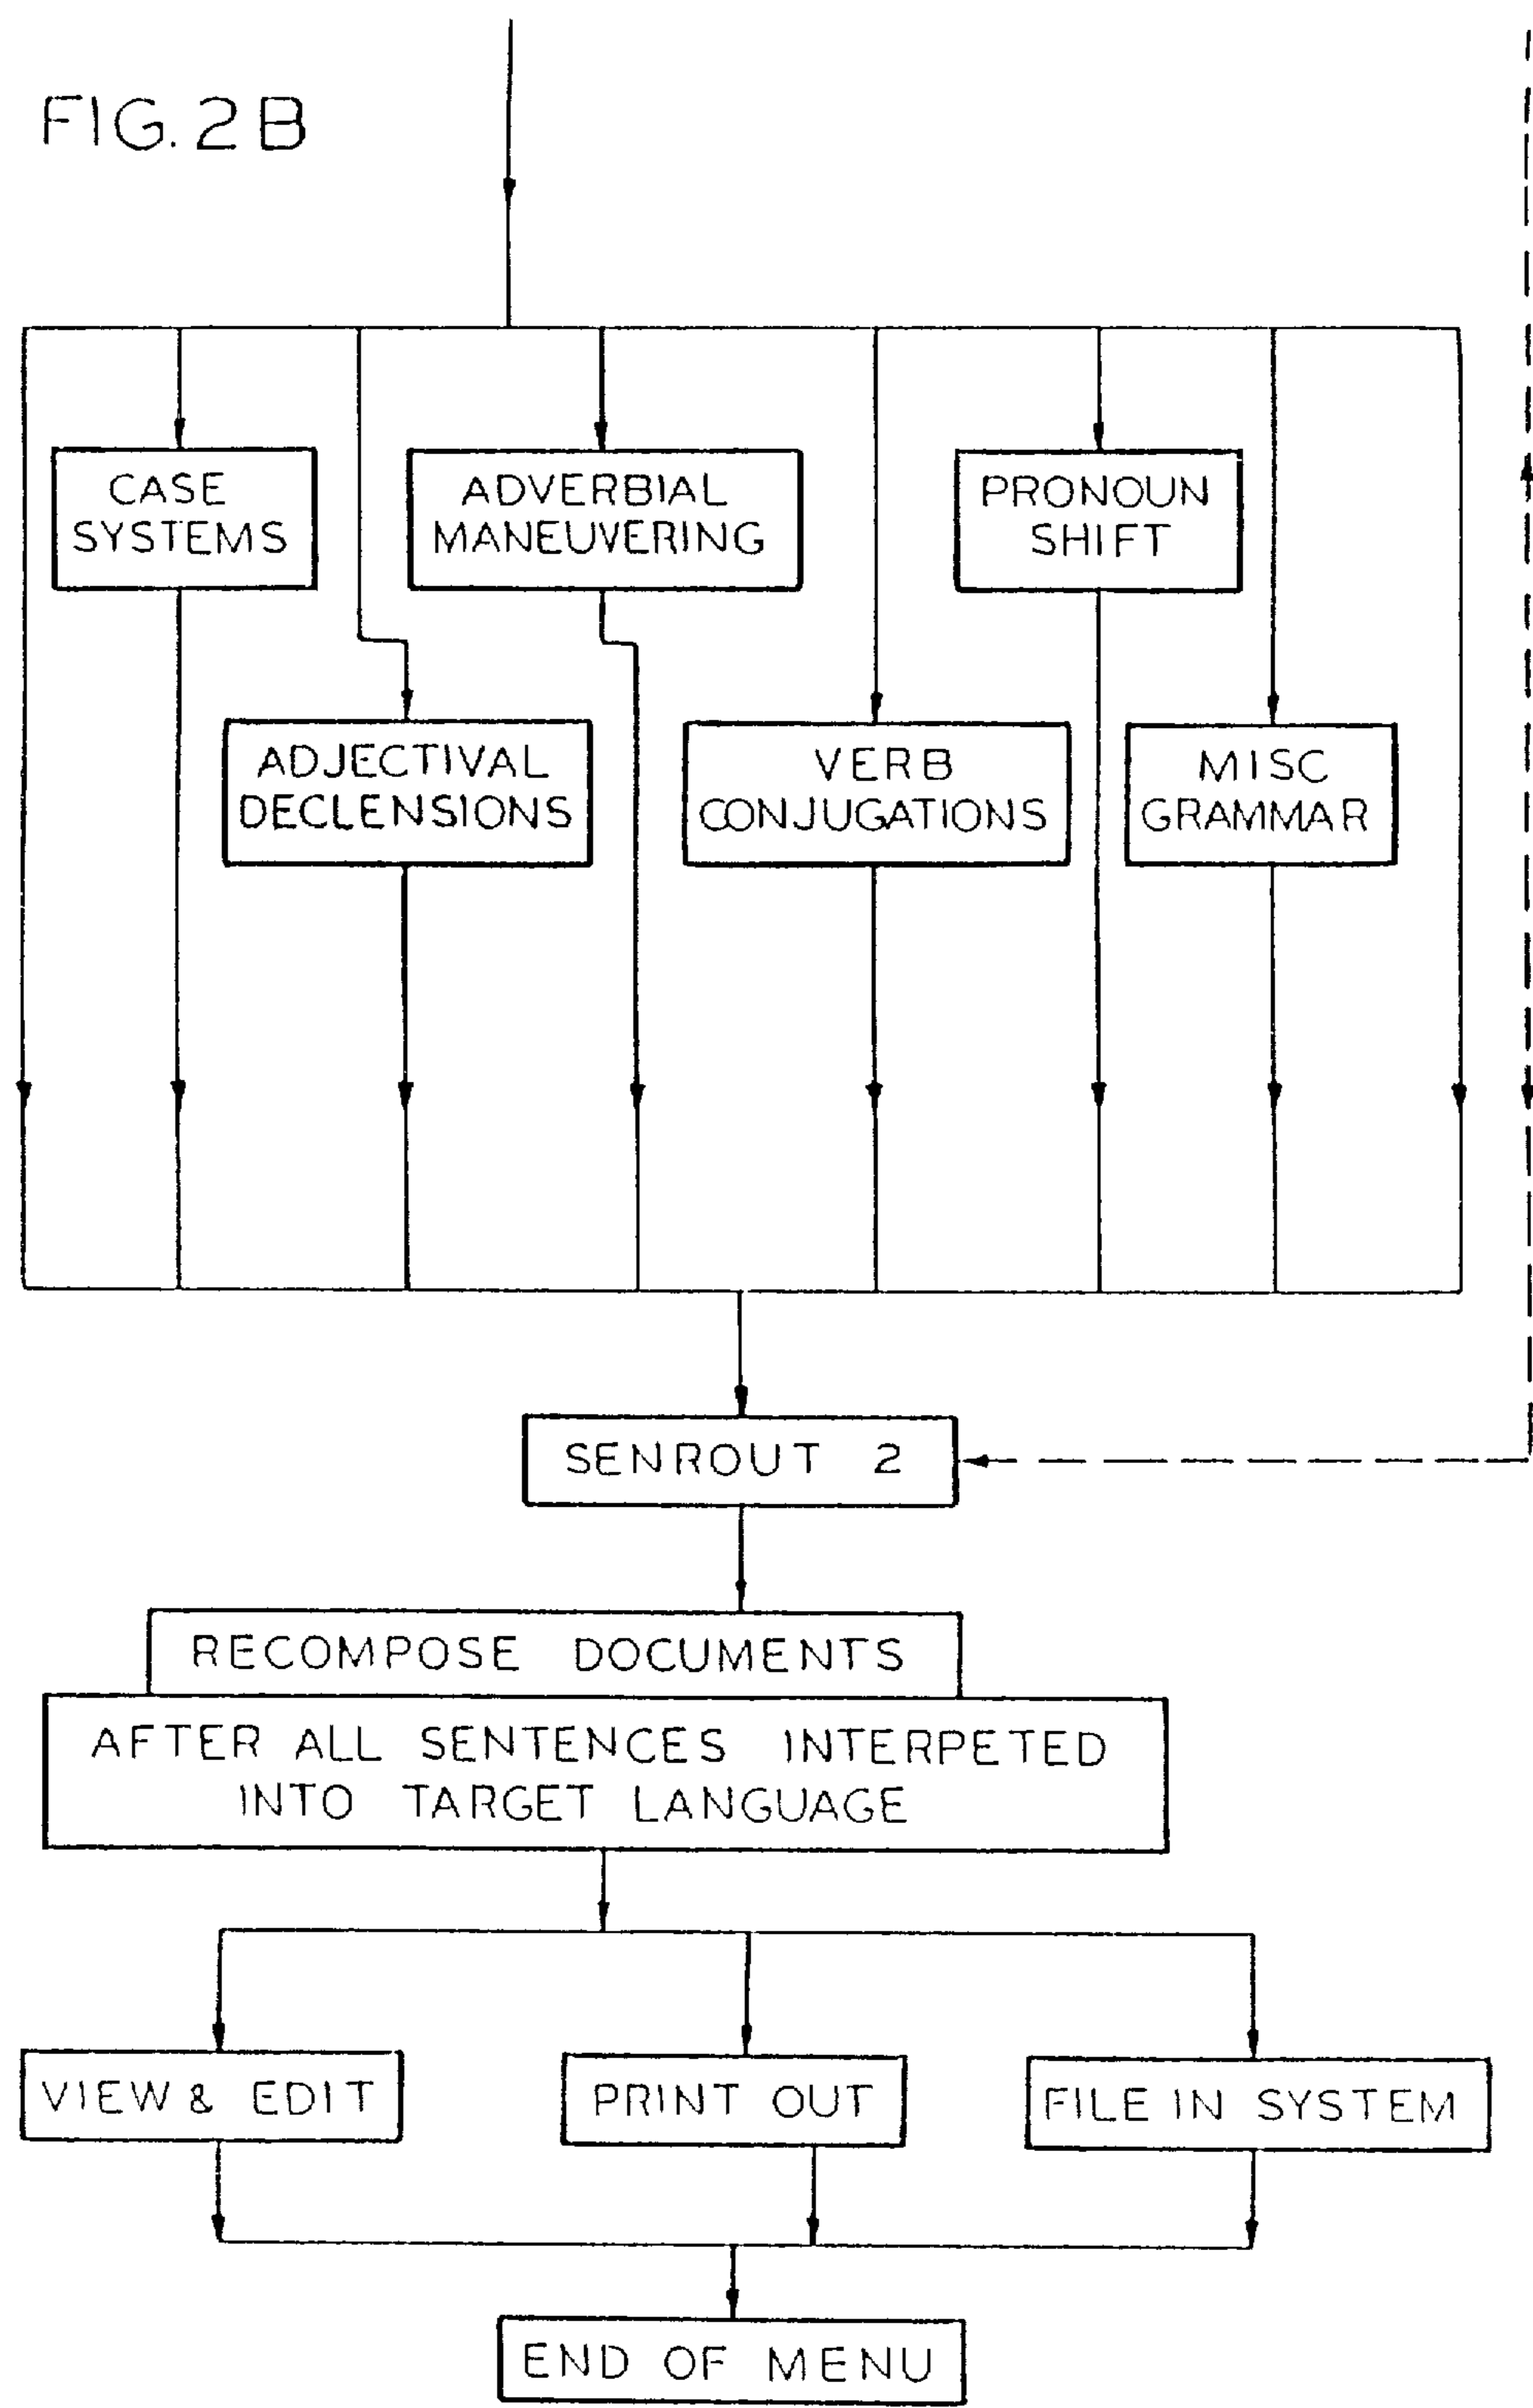 FIG. 2B
CASE
SYSTEMS
ADVERBIAL
MANEUVERING
PRONOUN
SHIFT
ADJECTIVAL
DECLENSIONS
VERB
CONJUGATIONS
MISC
GRAMMAR
SENROUT 2
RECOMPOSE DOCUMENTS
AFTER ALL SENTENCES INTERPETED
INTO TARGET LANGUAGE
VIEW & EDIT
PRINT OUT
FILE IN SYSTEM
END OF MENU